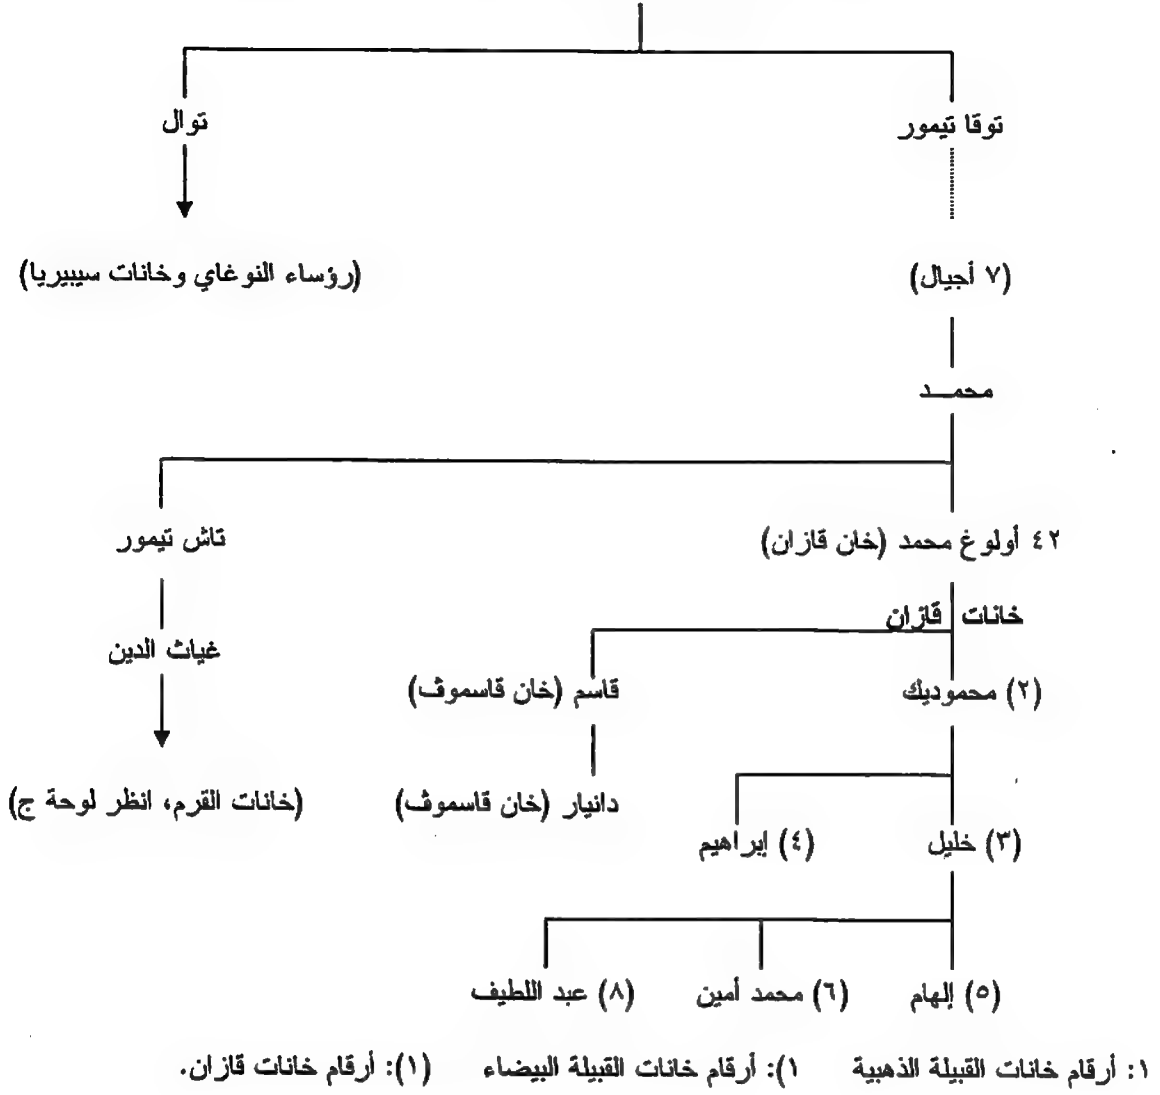 توقا تيمور توال
(٧ أجيال) (رؤساء النوغاي وخانات سيبيريا)
محمـــد
٤٢ أولوغ محمد (خان قازان) تاش تيمور
خانات قازان
غياث الدين
(٢) محموديك قاسم (خان قاسموف)
دانيار (خان قاسموف) (خانات القرم، انظر لوحة ج)
(٣) خليل (٤) إبراهيم
(٥) إلهام (٦) محمد أمين (٨) عبد اللطيف
١: أرقام خانات القبيلة الذهبية ١): أرقام خانات القبيلة البيضاء (١): أرقام خانات قازان.